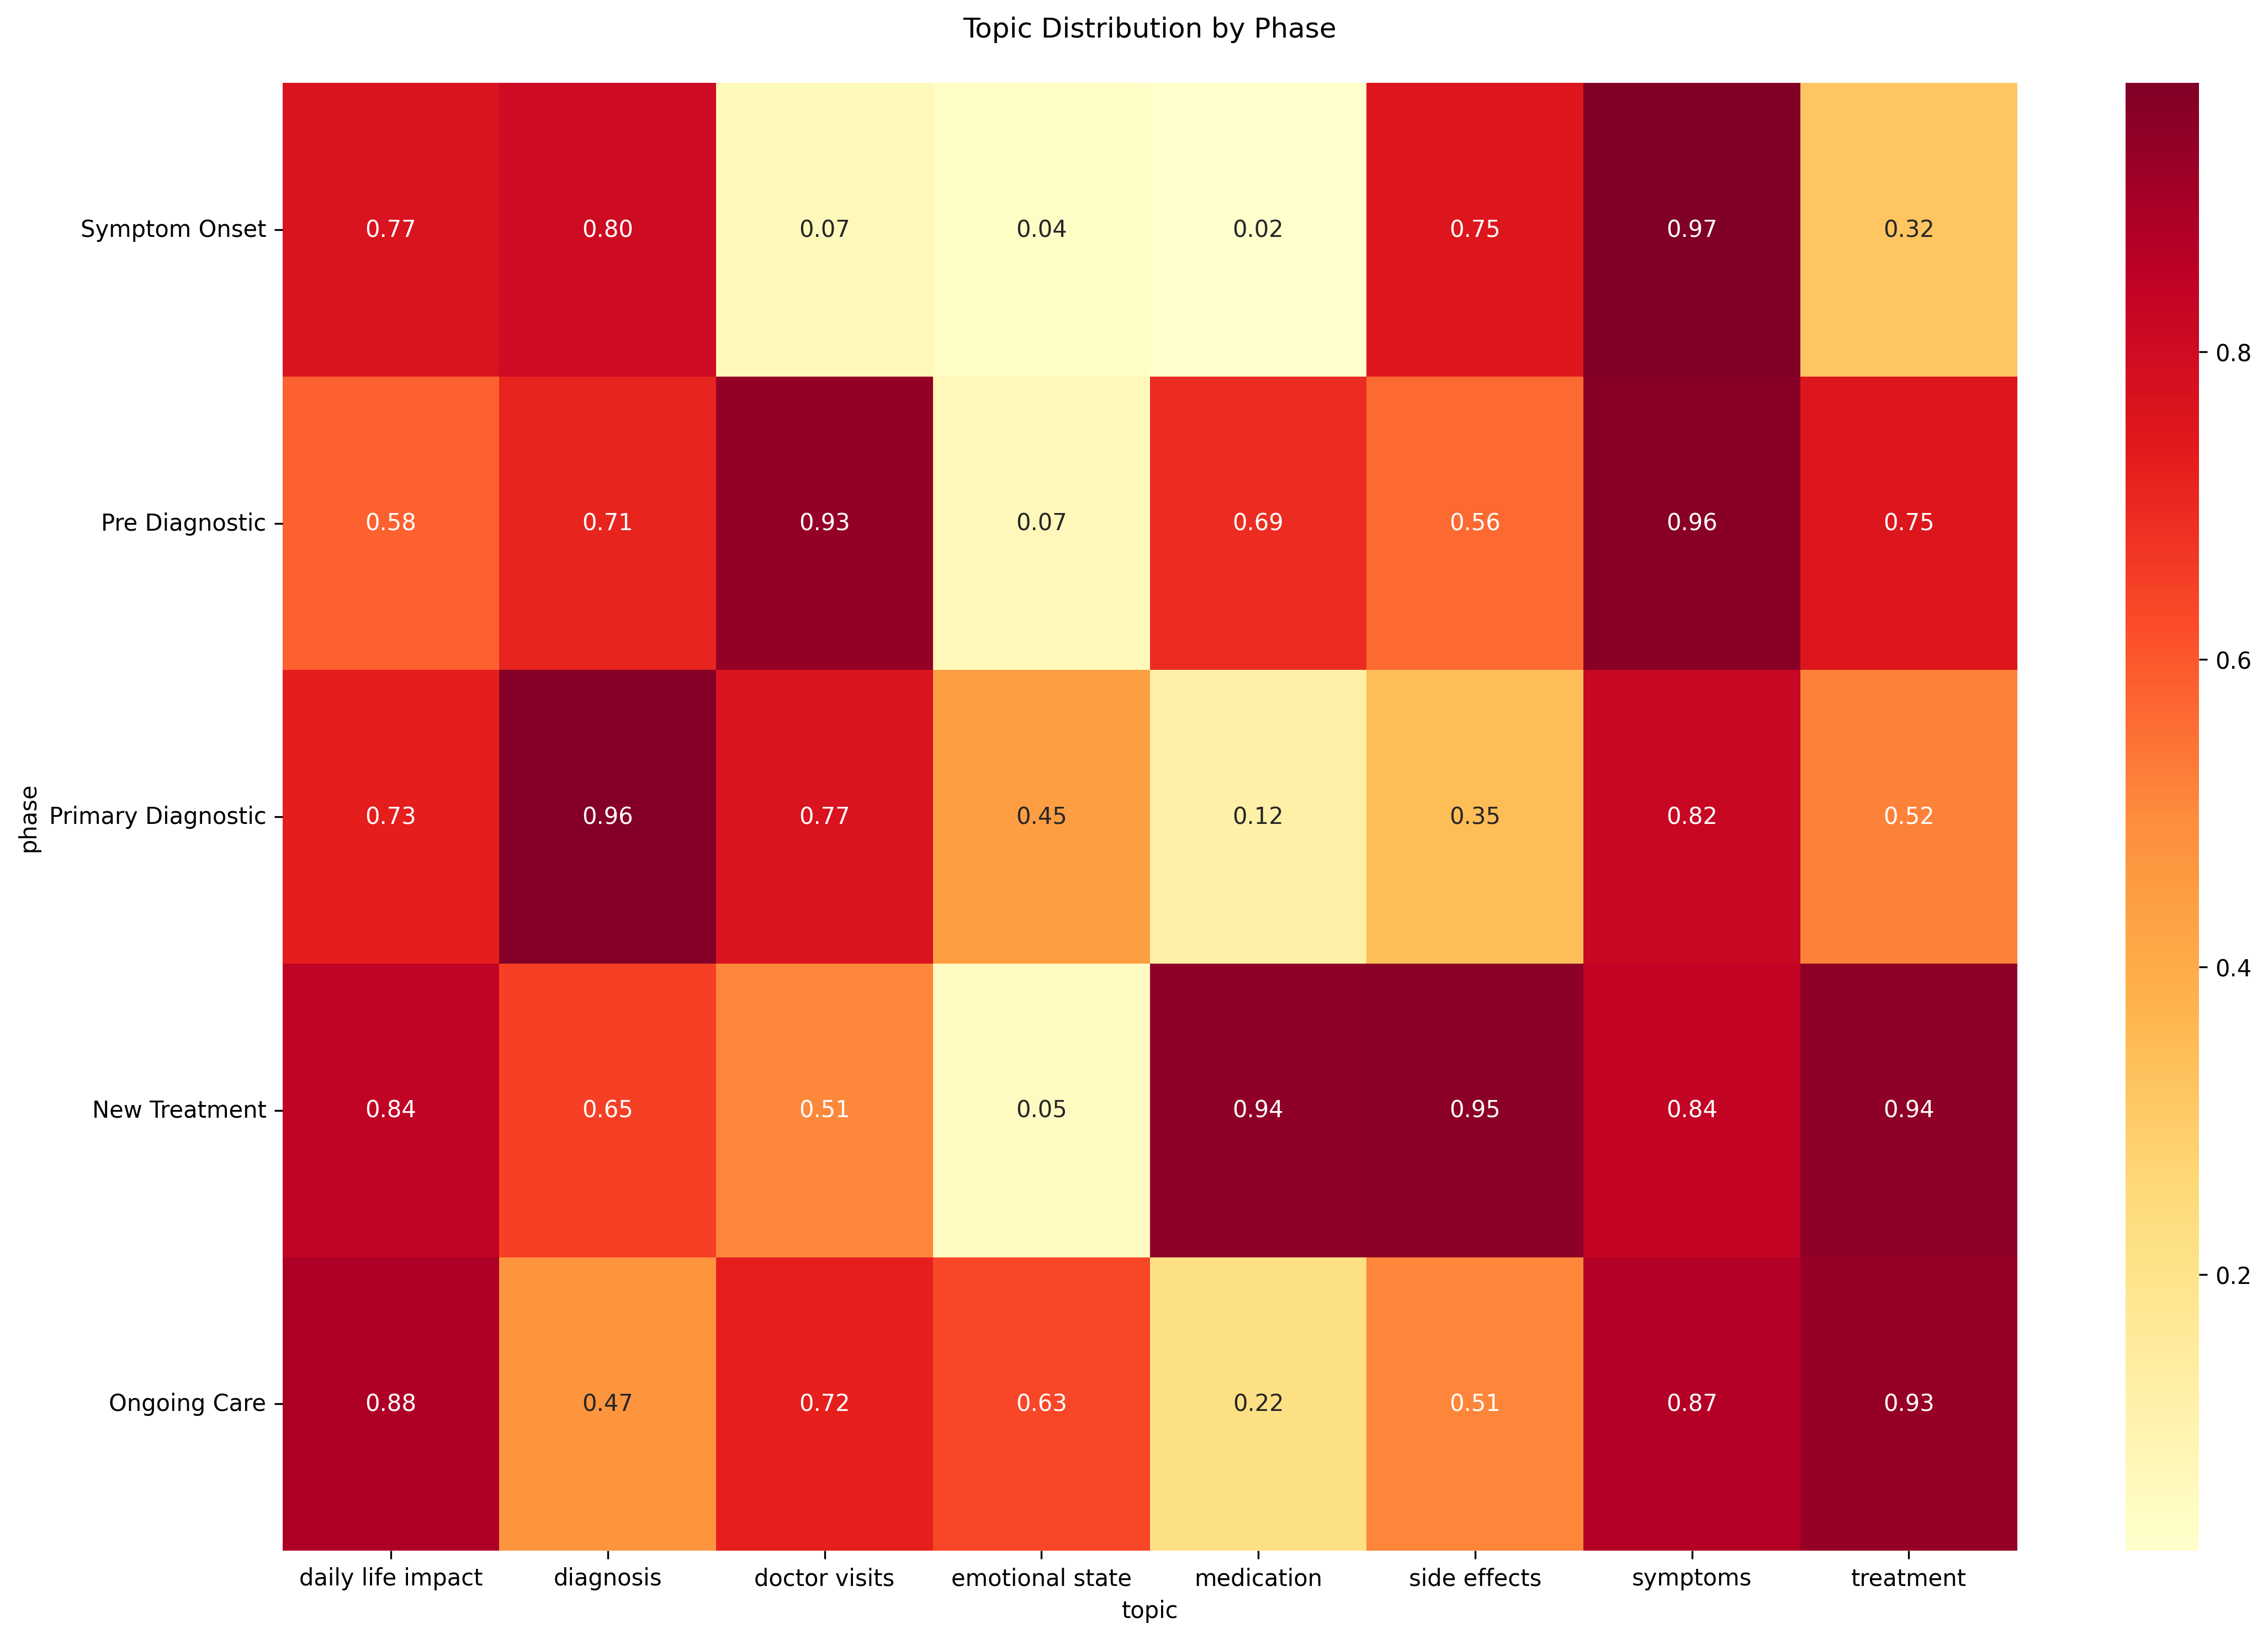 Topic Distribution by Phase
Symptom Onset 0.77 0.80 0.07 0.04 0.02 0.75 0.97 0.32
0.8
Pre Diagnostic 0.58 0.71 0.93 0.07 0.69 0.56 0.96 0.75
0.6
phase
Primary Diagnostic 0.73 0.96 0.77 0.45 0.12 0.35 0.82 0.52
0.4
New Treatment 0.84 0.65 0.51 0.05 0.94 0.95 0.84 0.94
0.2
Ongoing Care 0.88 0.47 0.72 0.63 0.22 0.51 0.87 0.93
daily life impact diagnosis doctor visits emotional state medication side effects symptoms treatment
topic